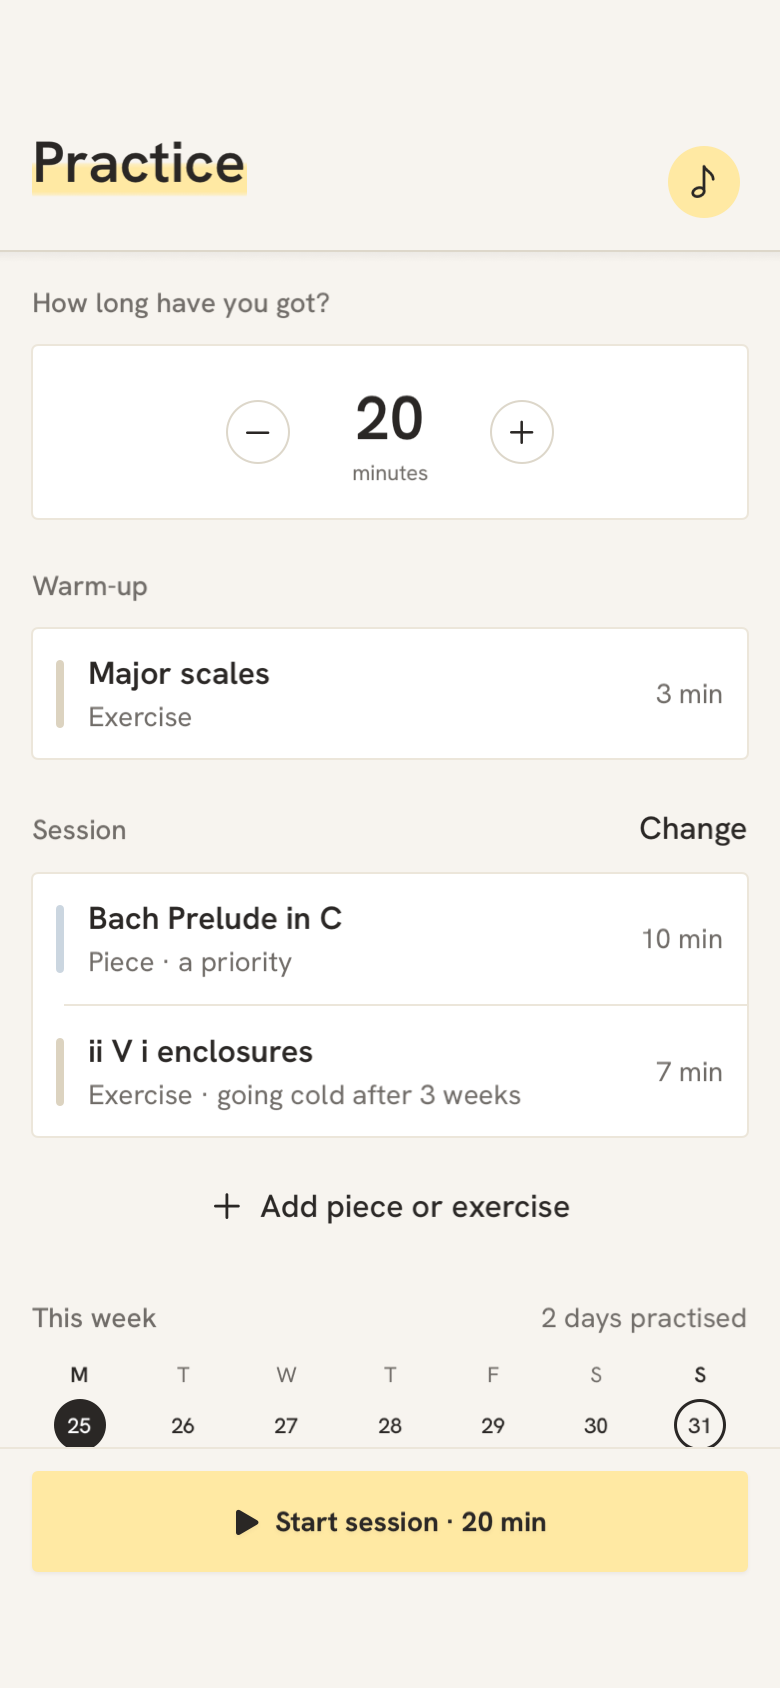 Practice
How long have you got?
20
minutes
Warm-up
Major scales
Exercise
3 min
Session
Change
Bach Prelude in C
Piece · a priority
10 min
ii V i enclosures
Exercise · going cold after 3 weeks
7 min
Add piece or exercise
This week
2 days practised
M T W T F S S
25 26 27 28 29 30 31
Start session · 20 min